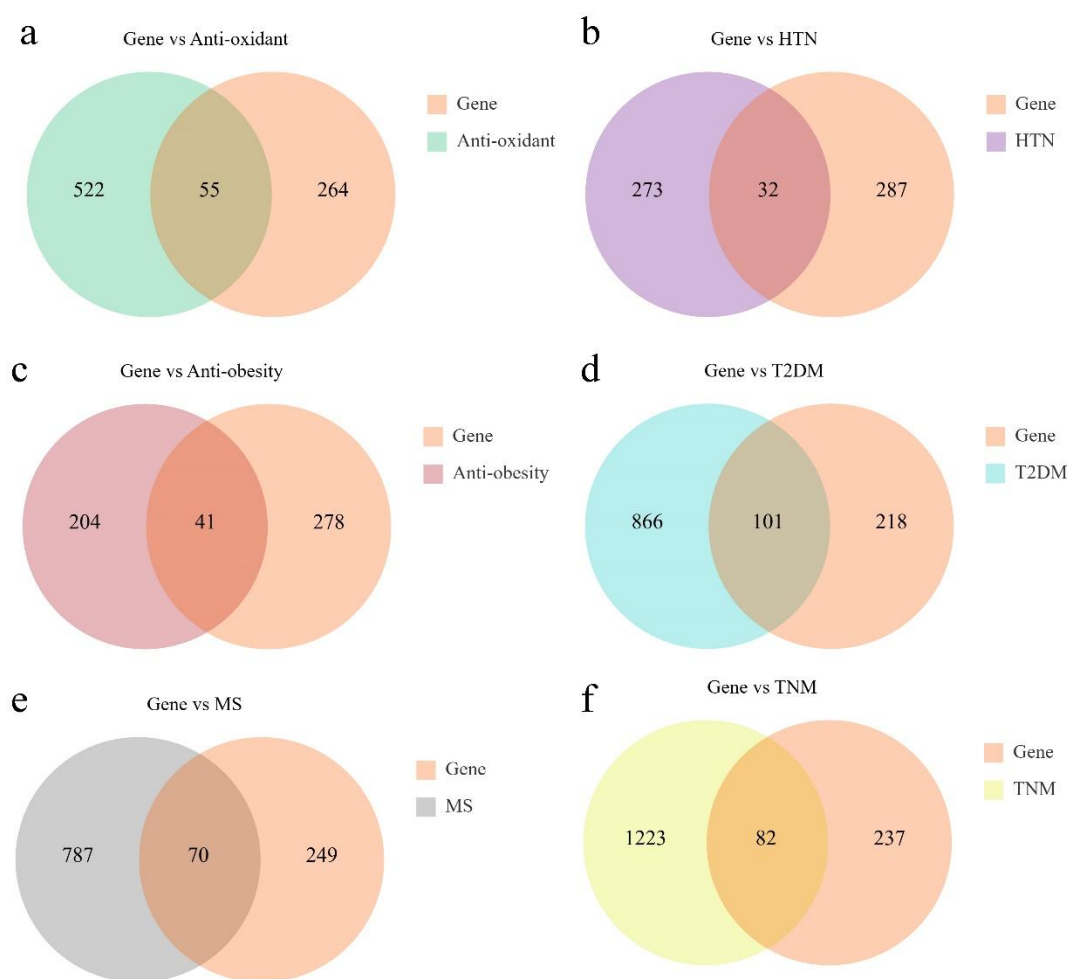 a
Gene vs Anti-oxidant
Gene
Anti-oxidant
522
55
264
b
Gene vs HTN
Gene
HTN
273
32
287
c
Gene vs Anti-obesity
Gene
Anti-obesity
204
41
278
d
Gene vs T2DM
Gene
T2DM
866
101
218
e
Gene vs MS
Gene
MS
787
70
249
f
Gene vs TNM
Gene
TNM
1223
82
237